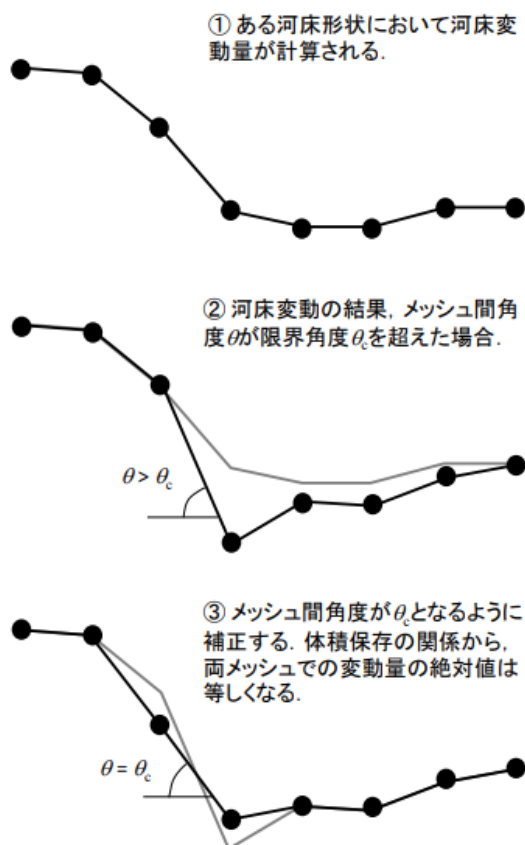 ① ある河床形状において河床変
動量が計算される.
② 河床変動の結果, メッシュ間角
度θが限界角度θcを超えた場合.
θ > θc
③ メッシュ間角度がθcとなるように
補正する. 体積保存の関係から,
両メッシュでの変動量の絶対値は
等しくなる.
θ = θc